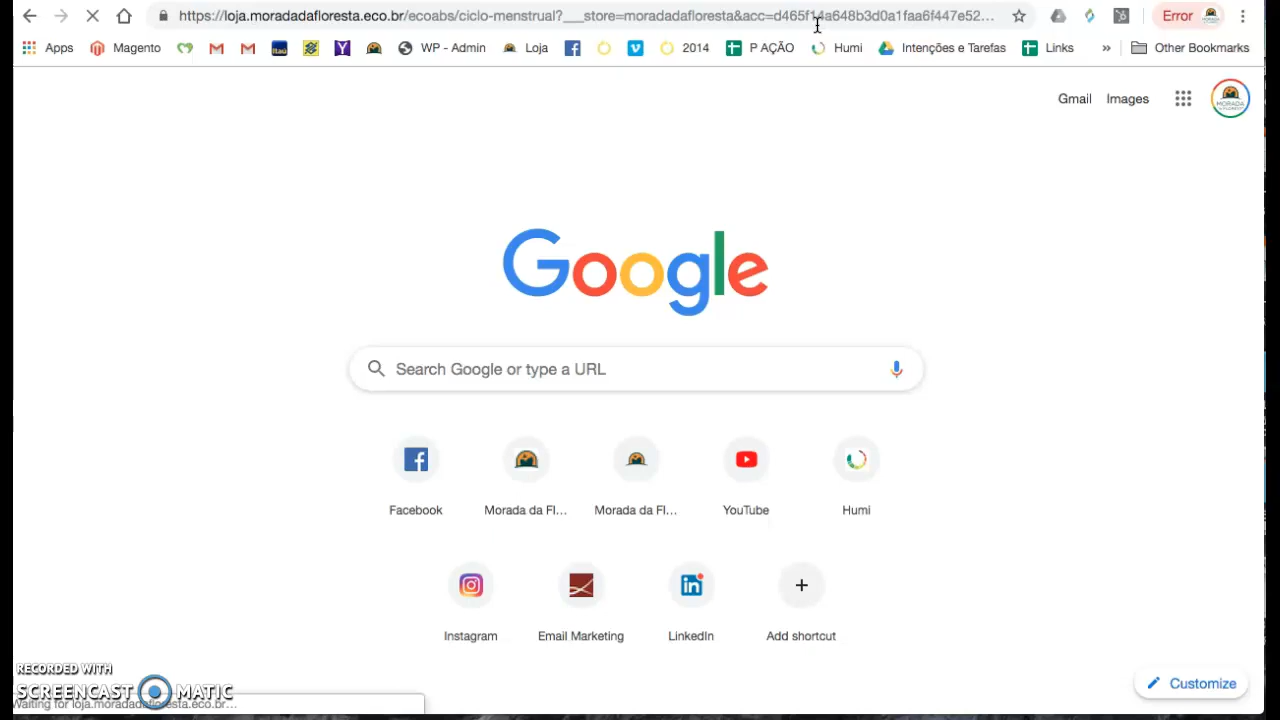 https://loja.moradadafloresta.eco.br/ecoabs/ciclo-menstrual?___store=moradadafloresta&acc=d465f14a648b3d0a1faa6f447e52... Error
Apps Magento WP - Admin Loja 2014 P AÇÃO Humi Intenções e Tarefas Links » Other Bookmarks
Gmail Images
MORADA
Google
Search Google or type a URL
Facebook Morada da Fl... Morada da Fl... YouTube Humi
Instagram Email Marketing LinkedIn Add shortcut
RECORDED WITH
SCREENCAST MATIC
Waiting for loja.moradadafloresta.eco.br...
Customize